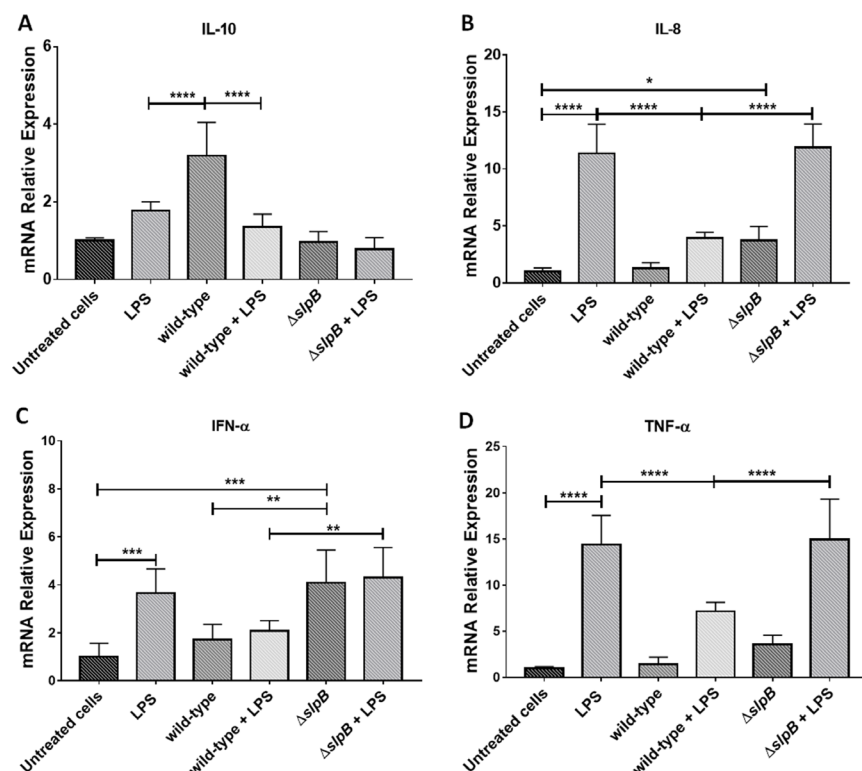 A
IL-10
mRNA Relative Expression
6
4
2
0
****
****
Untreated cells
LPS
wild-type
wild-type + LPS
ΔslpB
ΔslpB + LPS
B
IL-8
mRNA Relative Expression
20
15
10
5
0
*
****
****
****
Untreated cells
LPS
wild-type
wild-type + LPS
ΔslpB
ΔslpB + LPS
C
IFN-α
mRNA Relative Expression
10
8
6
4
2
0
***
**
**
***
Untreated cells
LPS
wild-type
wild-type + LPS
ΔslpB
ΔslpB + LPS
D
TNF-α
mRNA Relative Expression
25
20
15
10
5
0
****
****
****
Untreated cells
LPS
wild-type
wild-type + LPS
ΔslpB
ΔslpB + LPS